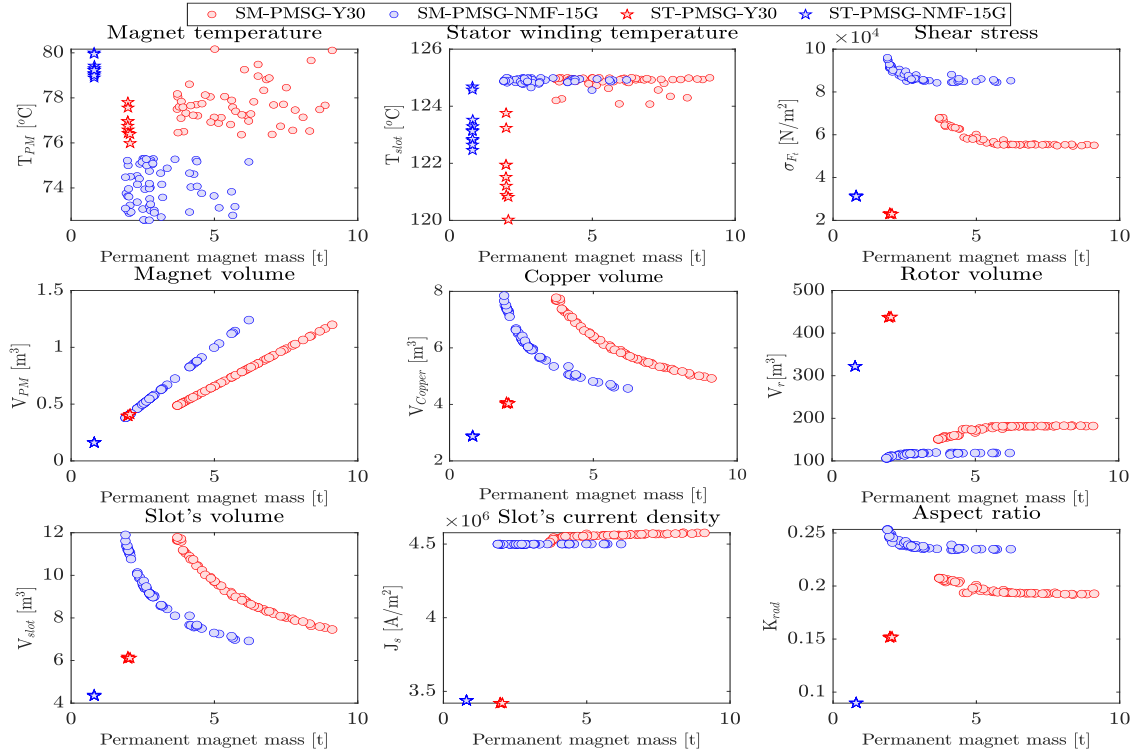 SM-PMSG-Y30 SM-PMSG-NMF-15G ST-PMSG-Y30 ST-PMSG-NMF-15G
Magnet temperature
80
78
76
74
T_PM [°C]
0 5 10
Permanent magnet mass [t]
Stator winding temperature
126
124
122
120
T_slot [°C]
0 5 10
Permanent magnet mass [t]
Shear stress
×10^4
10
8
6
4
2
σ_{F_t} [N/m²]
0 5 10
Permanent magnet mass [t]
Magnet volume
1.5
1
0.5
0
V_PM [m³]
0 5 10
Permanent magnet mass [t]
Copper volume
8
6
4
2
V_Copper [m³]
0 5 10
Permanent magnet mass [t]
Rotor volume
500
400
300
200
100
V_r[m³]
0 5 10
Permanent magnet mass [t]
Slot's volume
12
10
8
6
4
V_slot [m³]
0 5 10
Permanent magnet mass [t]
Slot's current density
×10^6
4.5
4
3.5
J_s [A/m²]
0 5 10
Permanent magnet mass [t]
Aspect ratio
0.25
0.2
0.15
0.1
K_rad
0 5 10
Permanent magnet mass [t]